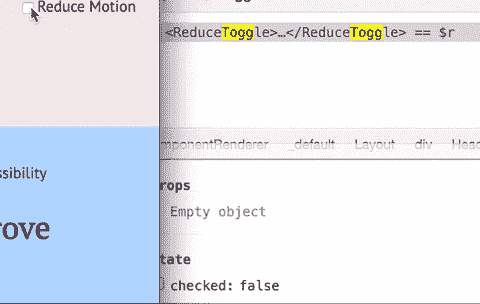 Reduce Motion
<ReduceToggle>…</ReduceToggle> == $r
mponentRenderer _default Layout div Head
ssibility
rops
Empty object
rove
tate
checked: false